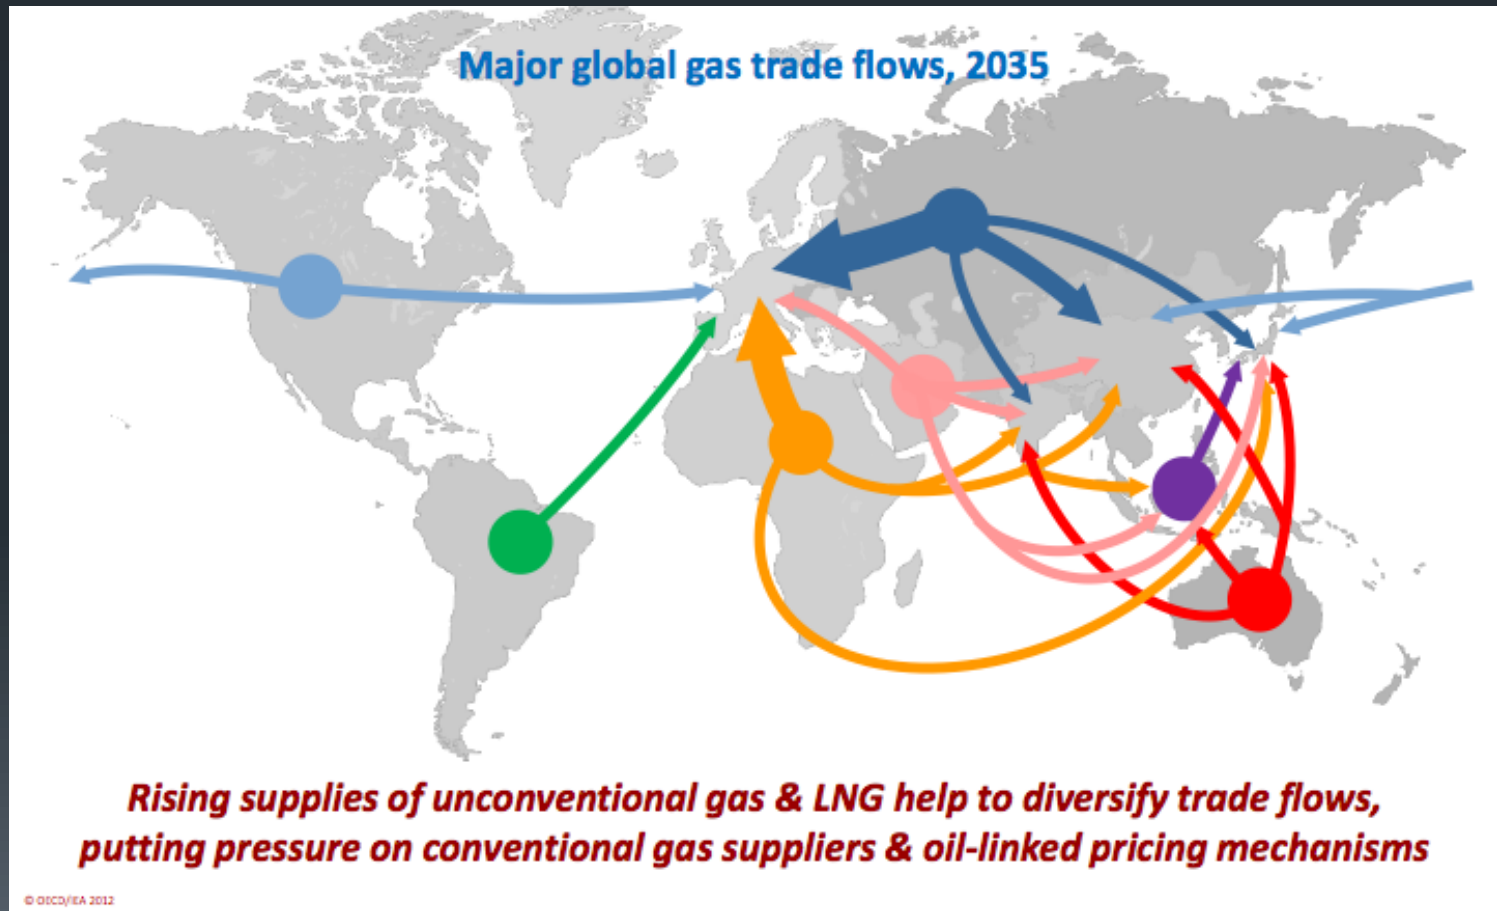 Major global gas trade flows, 2035
Rising supplies of unconventional gas & LNG help to diversify trade flows,
putting pressure on conventional gas suppliers & oil-linked pricing mechanisms
© OECD/IEA 2012